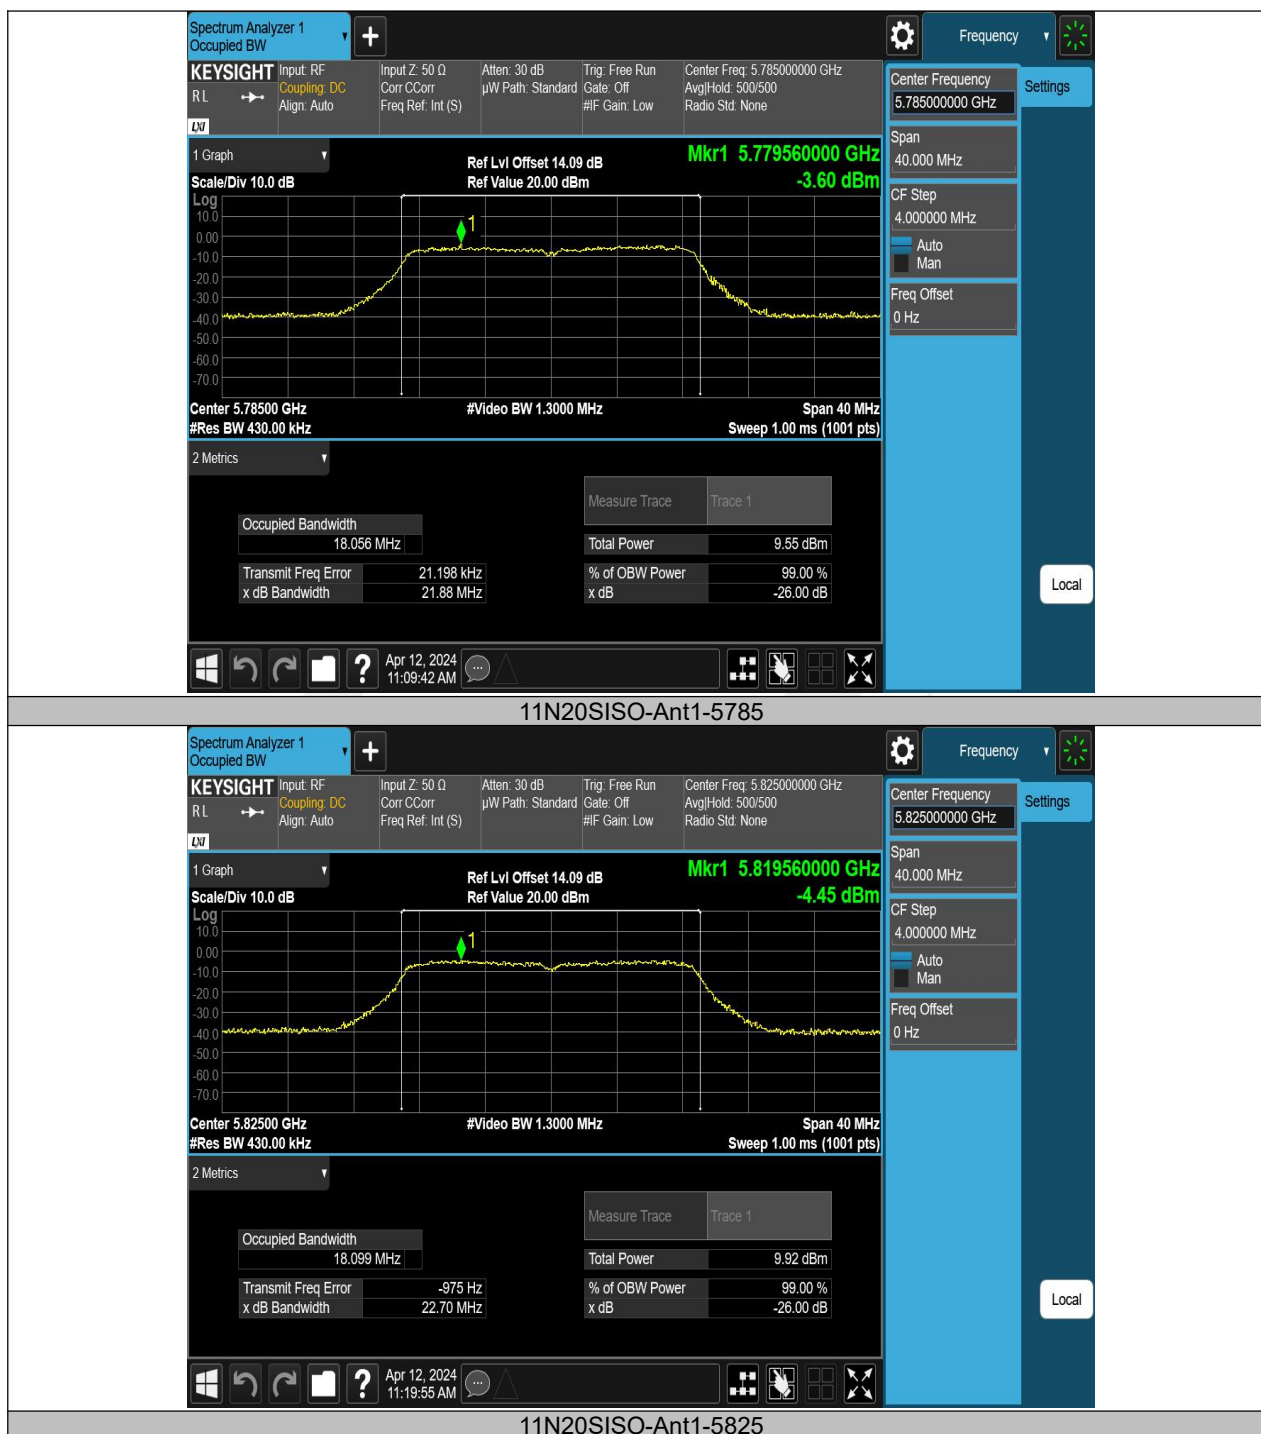 Spectrum Analyzer 1
Occupied BW
Frequency
KEYSIGHT
R L
LXI
Input: RF
Coupling: DC
Align: Auto
Input Z: 50 Ω
Corr CCorr
Freq Ref: Int (S)
Atten: 30 dB
µW Path: Standard
Trig: Free Run
Gate: Off
#IF Gain: Low
Center Freq: 5.785000000 GHz
Avg|Hold: 500/500
Radio Std: None
Center Frequency
5.785000000 GHz
Settings
Span
40.000 MHz
CF Step
4.000000 MHz
Auto
Man
Freq Offset
0 Hz
Local
1 Graph
Scale/Div 10.0 dB
Ref Lvl Offset 14.09 dB
Ref Value 20.00 dBm
Mkr1 5.779560000 GHz
-3.60 dBm
Log
10.0
0.00
-10.0
-20.0
-30.0
-40.0
-50.0
-60.0
-70.0
1
Center 5.78500 GHz
#Video BW 1.3000 MHz
Span 40 MHz
#Res BW 430.00 kHz
Sweep 1.00 ms (1001 pts)
2 Metrics
Measure Trace Trace 1
Occupied Bandwidth
18.056 MHz
Total Power 9.55 dBm
Transmit Freq Error 21.198 kHz
% of OBW Power 99.00 %
x dB Bandwidth 21.88 MHz
x dB -26.00 dB
?
Apr 12, 2024
11:09:42 AM
11N20SISO-Ant1-5785
Spectrum Analyzer 1
Occupied BW
Frequency
KEYSIGHT
R L
LXI
Input: RF
Coupling: DC
Align: Auto
Input Z: 50 Ω
Corr CCorr
Freq Ref: Int (S)
Atten: 30 dB
µW Path: Standard
Trig: Free Run
Gate: Off
#IF Gain: Low
Center Freq: 5.825000000 GHz
Avg|Hold: 500/500
Radio Std: None
Center Frequency
5.825000000 GHz
Settings
Span
40.000 MHz
CF Step
4.000000 MHz
Auto
Man
Freq Offset
0 Hz
Local
1 Graph
Scale/Div 10.0 dB
Ref Lvl Offset 14.09 dB
Ref Value 20.00 dBm
Mkr1 5.819560000 GHz
-4.45 dBm
Log
10.0
0.00
-10.0
-20.0
-30.0
-40.0
-50.0
-60.0
-70.0
1
Center 5.82500 GHz
#Video BW 1.3000 MHz
Span 40 MHz
#Res BW 430.00 kHz
Sweep 1.00 ms (1001 pts)
2 Metrics
Measure Trace Trace 1
Occupied Bandwidth
18.099 MHz
Total Power 9.92 dBm
Transmit Freq Error -975 Hz
% of OBW Power 99.00 %
x dB Bandwidth 22.70 MHz
x dB -26.00 dB
?
Apr 12, 2024
11:19:55 AM
11N20SISO-Ant1-5825